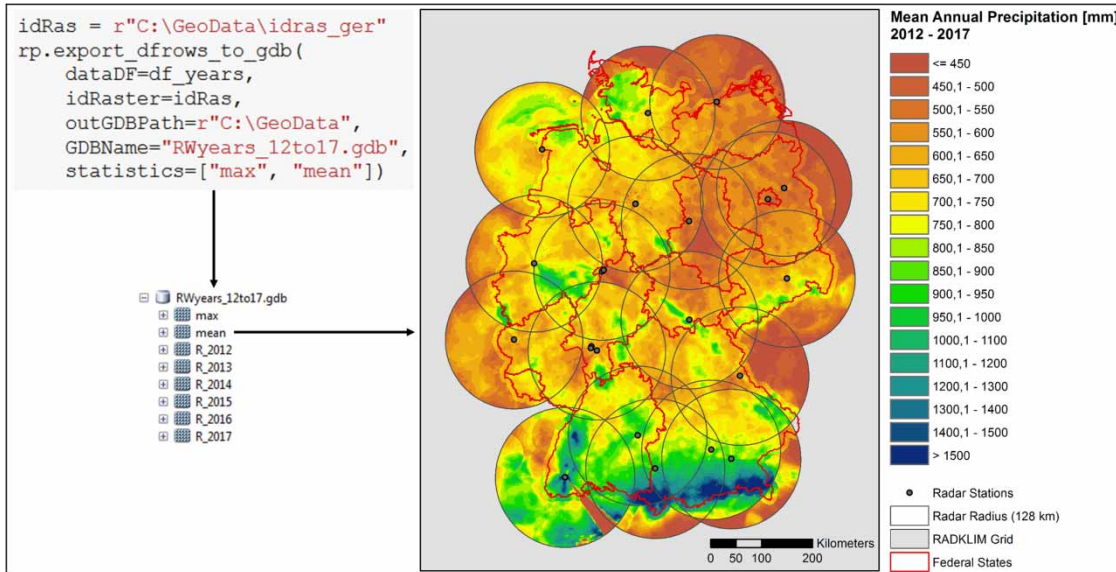 idRas = r"C:\GeoData\idras_ger"
rp.export_dfrows_to_gdb(
dataDF=df_years,
idRaster=idRas,
outGDBPath=r"C:\GeoData",
GDBName="RWyears_12to17.gdb",
statistics=["max", "mean"])
RWyears_12to17.gdb
max
mean
R_2012
R_2013
R_2014
R_2015
R_2016
R_2017
Kilometers
0 50 100 200
Mean Annual Precipitation [mm]
2012 - 2017
<= 450
450,1 - 500
500,1 - 550
550,1 - 600
600,1 - 650
650,1 - 700
700,1 - 750
750,1 - 800
800,1 - 850
850,1 - 900
900,1 - 950
950,1 - 1000
1000,1 - 1100
1100,1 - 1200
1200,1 - 1300
1300,1 - 1400
1400,1 - 1500
> 1500
Radar Stations
Radar Radius (128 km)
RADKLIM Grid
Federal States